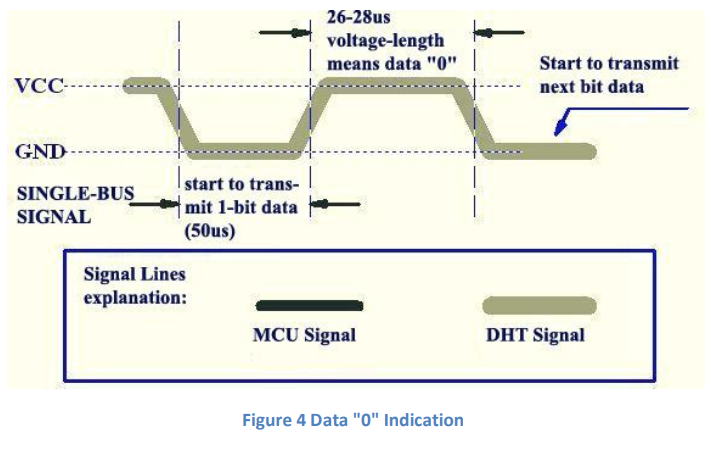 26-28us
voltage-length
means data "0"
Start to transmit
next bit data
VCC
GND
SINGLE-BUS
SIGNAL
start to trans-
mit 1-bit data
(50us)
Signal Lines
explanation:
MCU Signal
DHT Signal
Figure 4 Data "0" Indication